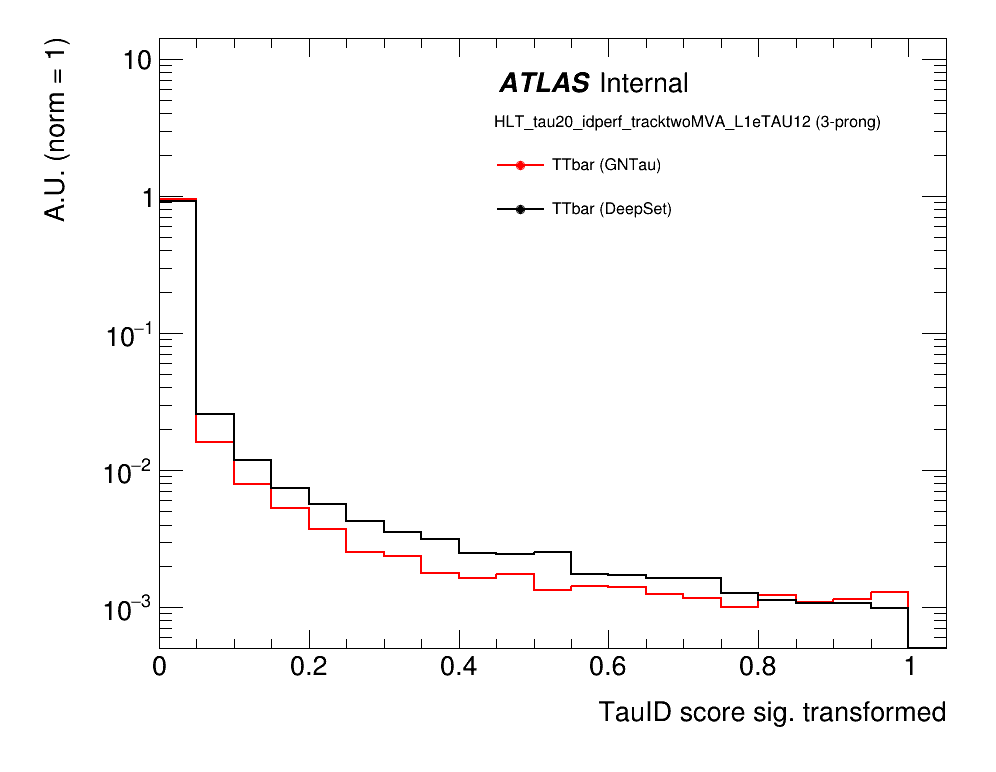 A.U. (norm = 1)
10
1
10⁻¹
10⁻²
10⁻³
ATLAS Internal
HLT_tau20_idperf_tracktwoMVA_L1eTAU12 (3-prong)
TTbar (GNTau)
TTbar (DeepSet)
0 0.2 0.4 0.6 0.8 1
TauID score sig. transformed